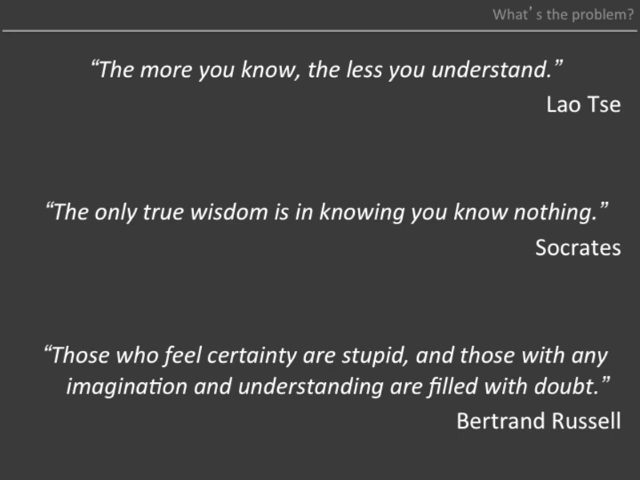 What's the problem?
“The more you know, the less you understand.”
Lao Tse
“The only true wisdom is in knowing you know nothing.”
Socrates
“Those who feel certainty are stupid, and those with any
imagination and understanding are filled with doubt.”
Bertrand Russell